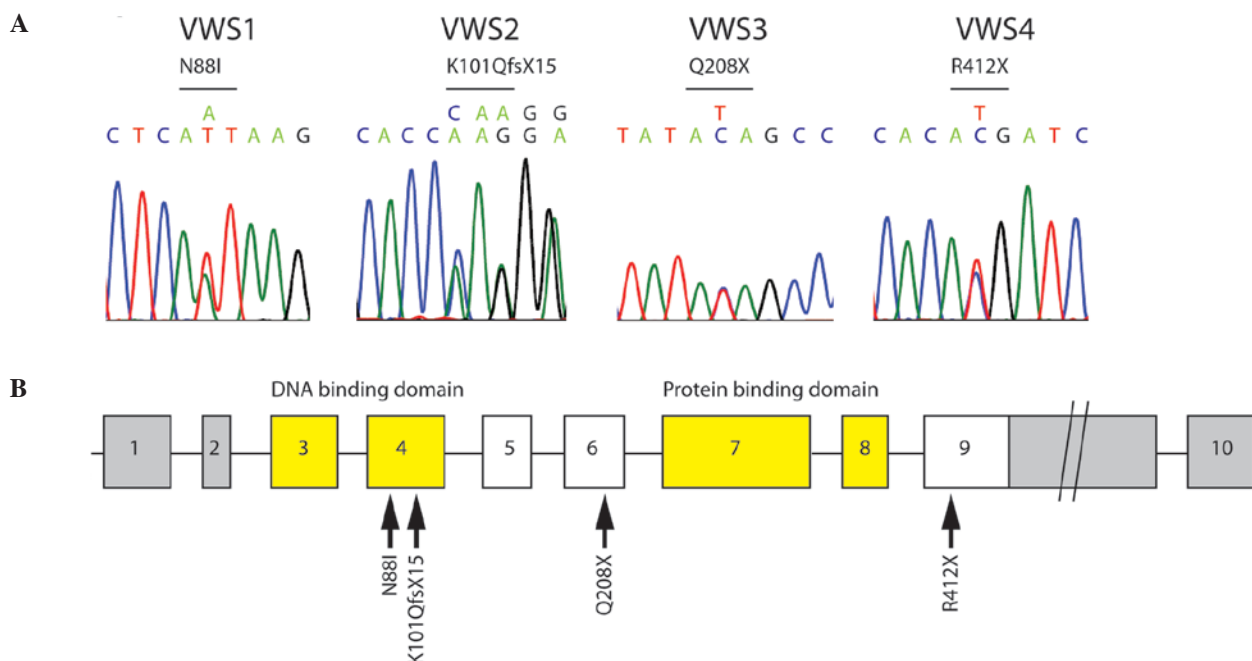 A
VWS1 VWS2 VWS3 VWS4
N88I K101QfsX15 Q208X R412X
A C A A G G T T
C T C A T T A A G C A C C A A G G A T A T A C A G C C C A C A C G A T C
B
DNA binding domain Protein binding domain
1 2 3 4 5 6 7 8 9 10
N88I
K101QfsX15
Q208X
R412X